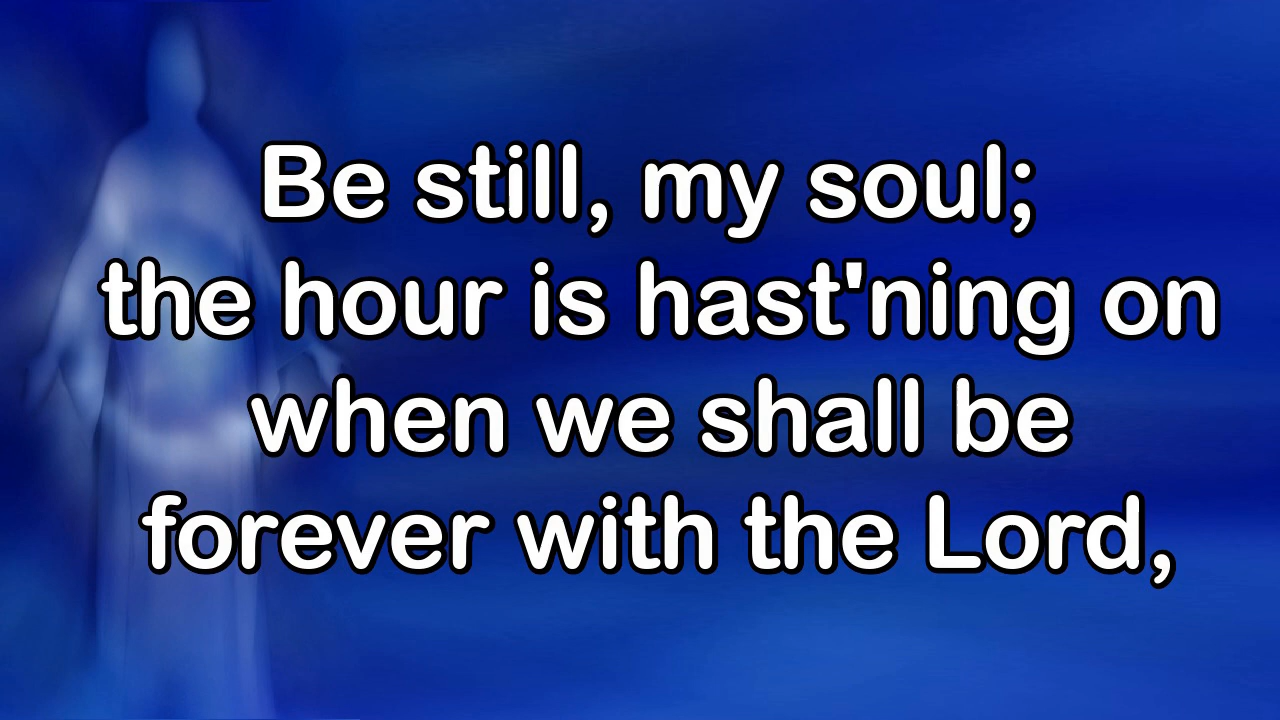 Be still, my soul;
the hour is hast'ning on
when we shall be
forever with the Lord,